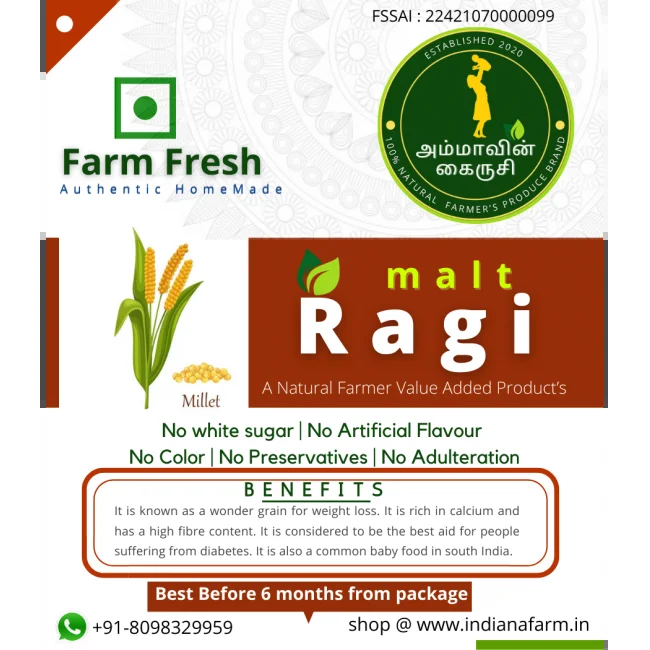 FSSAI : 22421070000099
ESTABLISHED 2020
அம்மாவின்
கைருசி
100% NATURAL FARMER'S PRODUCE BRAND
Farm Fresh
Authentic HomeMade
malt
Ragi
A Natural Farmer Value Added Product's
Millet
No white sugar | No Artificial Flavour
No Color | No Preservatives | No Adulteration
BENEFITS
It is known as a wonder grain for weight loss. It is rich in calcium and
has a high fibre content. It is considered to be the best aid for people
suffering from diabetes. It is also a common baby food in south India.
Best Before 6 months from package
+91-8098329959
shop @ www.indianafarm.in